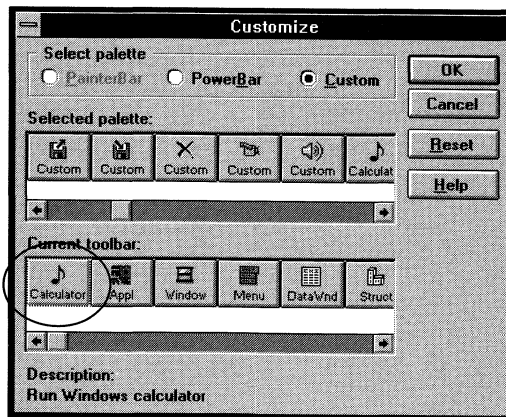 Customize
Select palette
PainterBar PowerBar Custom
OK
Cancel
Reset
Help
Selected palette:
Custom Custom Custom Custom Custom Calculat
Current toolbar:
Calculator Appl Window Menu DataWnd Struct
Description:
Run Windows calculator